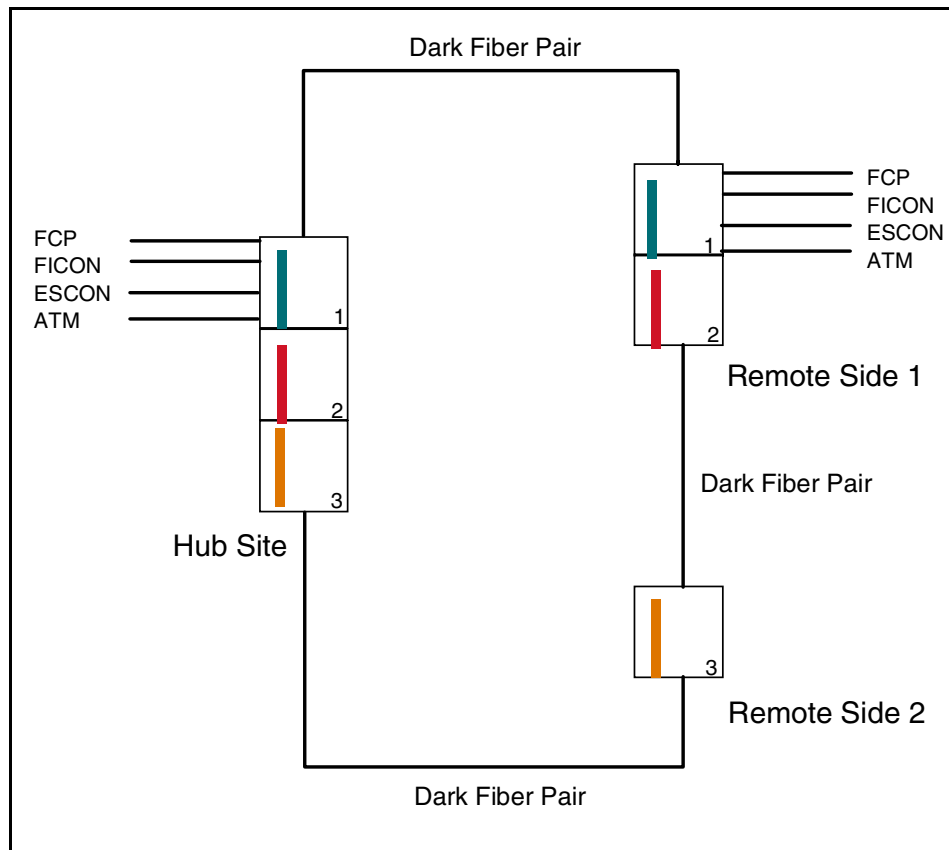 Dark Fiber Pair
FCP
FICON
ESCON
ATM
1
2
3
Hub Site
FCP
FICON
ESCON
ATM
1
2
Remote Side 1
Dark Fiber Pair
3
Remote Side 2
Dark Fiber Pair